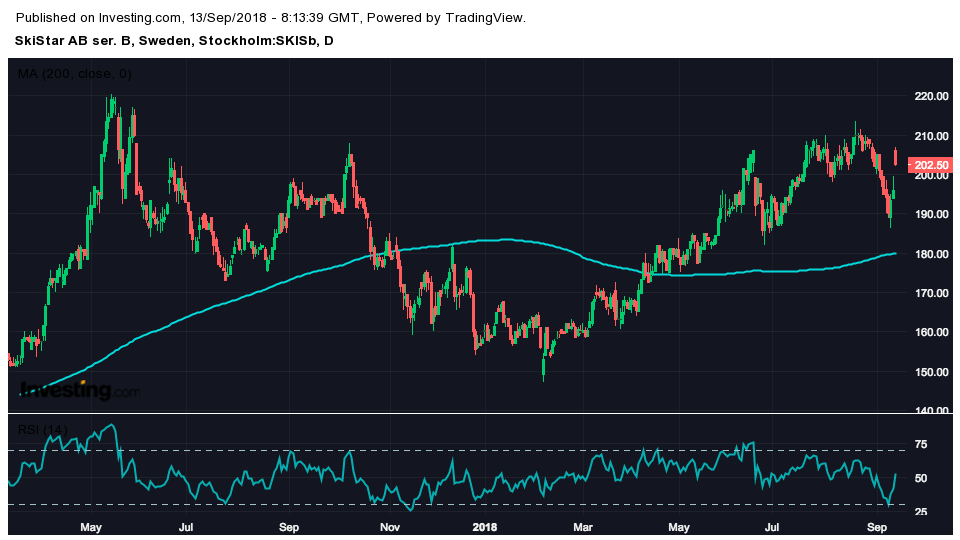 Published on Investing.com, 13/Sep/2018 - 8:13:39 GMT, Powered by TradingView.
SkiStar AB ser. B, Sweden, Stockholm:SKISb, D
MA (200, close, 0)
220.00
210.00
202.50
200.00
190.00
180.00
170.00
160.00
150.00
140.00
Investing.com
RSI (14)
75
50
25
May Jul Sep Nov 2018 Mar May Jul Sep